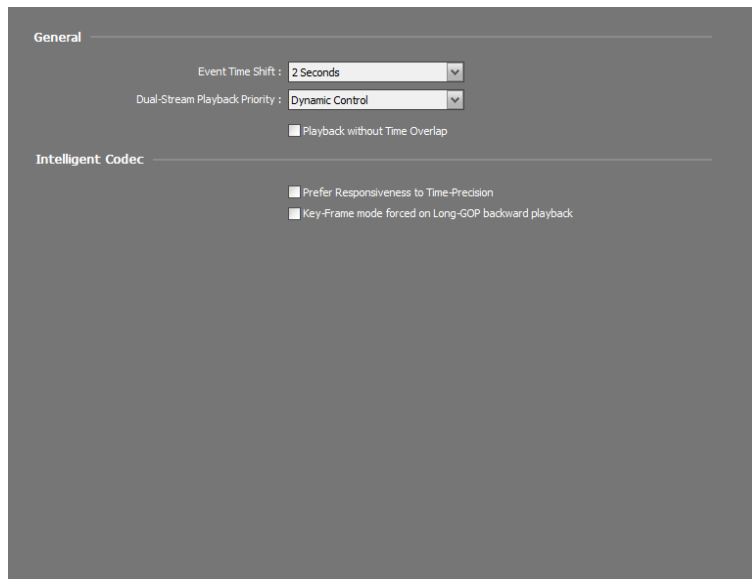 General
Event Time Shift : 2 Seconds
Dual-Stream Playback Priority : Dynamic Control
Playback without Time Overlap
Intelligent Codec
Prefer Responsiveness to Time-Precision
Key-Frame mode forced on Long-GOP backward playback